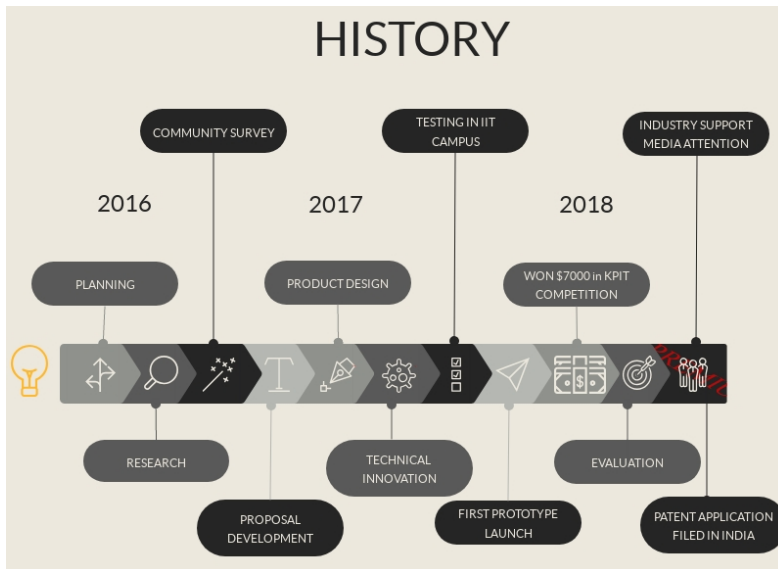 HISTORY
COMMUNITY SURVEY
TESTING IN IIT
CAMPUS
INDUSTRY SUPPORT
MEDIA ATTENTION
2016
2017
2018
PLANNING
PRODUCT DESIGN
WON $7000 in KPIT
COMPETITION
T
$
RESEARCH
TECHNICAL
INNOVATION
EVALUATION
PROPOSAL
DEVELOPMENT
FIRST PROTOTYPE
LAUNCH
PATENT APPLICATION
FILED IN INDIA